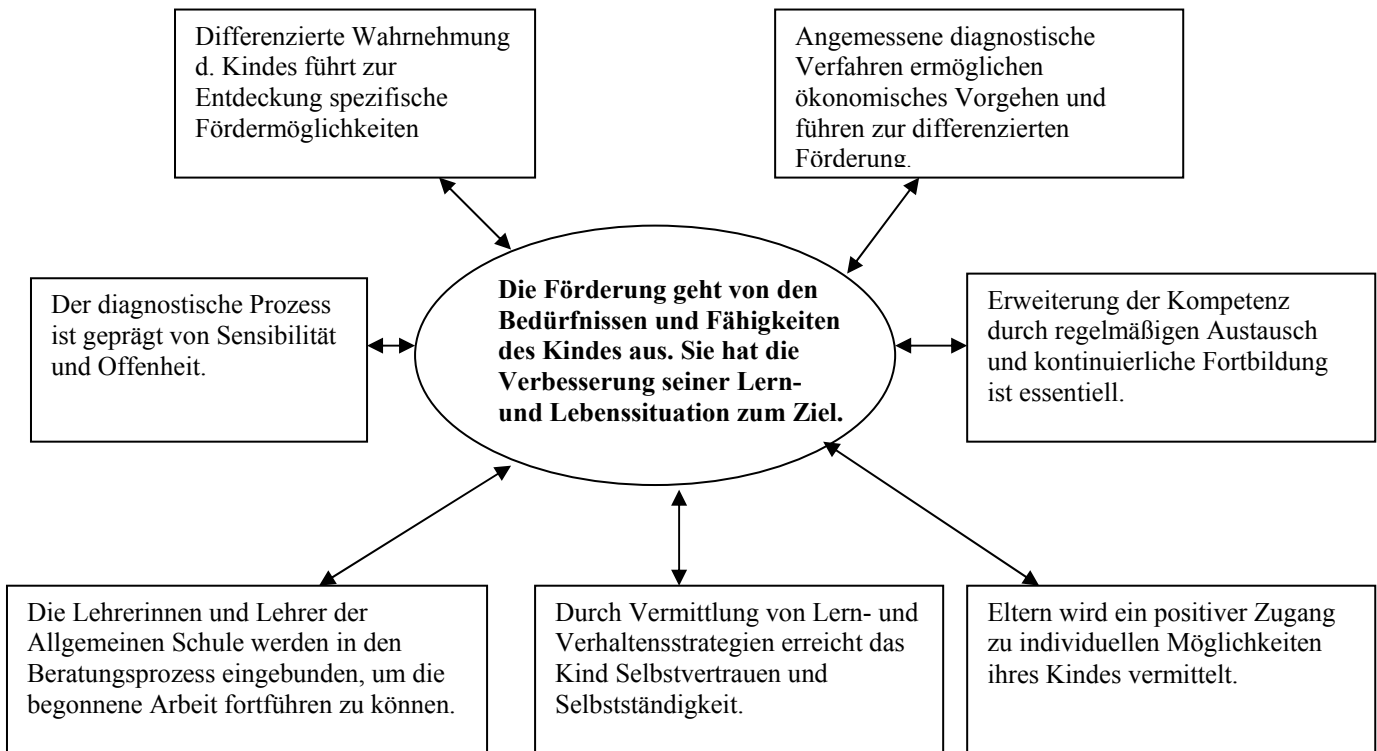 Differenzierte Wahrnehmung
d. Kindes führt zur
Entdeckung spezifische
Fördermöglichkeiten
Angemessene diagnostische
Verfahren ermöglichen
ökonomisches Vorgehen und
führen zur differenzierten
Förderung.
Der diagnostische Prozess
ist geprägt von Sensibilität
und Offenheit.
Die Förderung geht von den
Bedürfnissen und Fähigkeiten
des Kindes aus. Sie hat die
Verbesserung seiner Lern-
und Lebenssituation zum Ziel.
Erweiterung der Kompetenz
durch regelmäßigen Austausch
und kontinuierliche Fortbildung
ist essentiell.
Die Lehrerinnen und Lehrer der
Allgemeinen Schule werden in den
Beratungsprozess eingebunden, um die
begonnene Arbeit fortführen zu können.
Durch Vermittlung von Lern- und
Verhaltensstrategien erreicht das
Kind Selbstvertrauen und
Selbstständigkeit.
Eltern wird ein positiver Zugang
zu individuellen Möglichkeiten
ihres Kindes vermittelt.